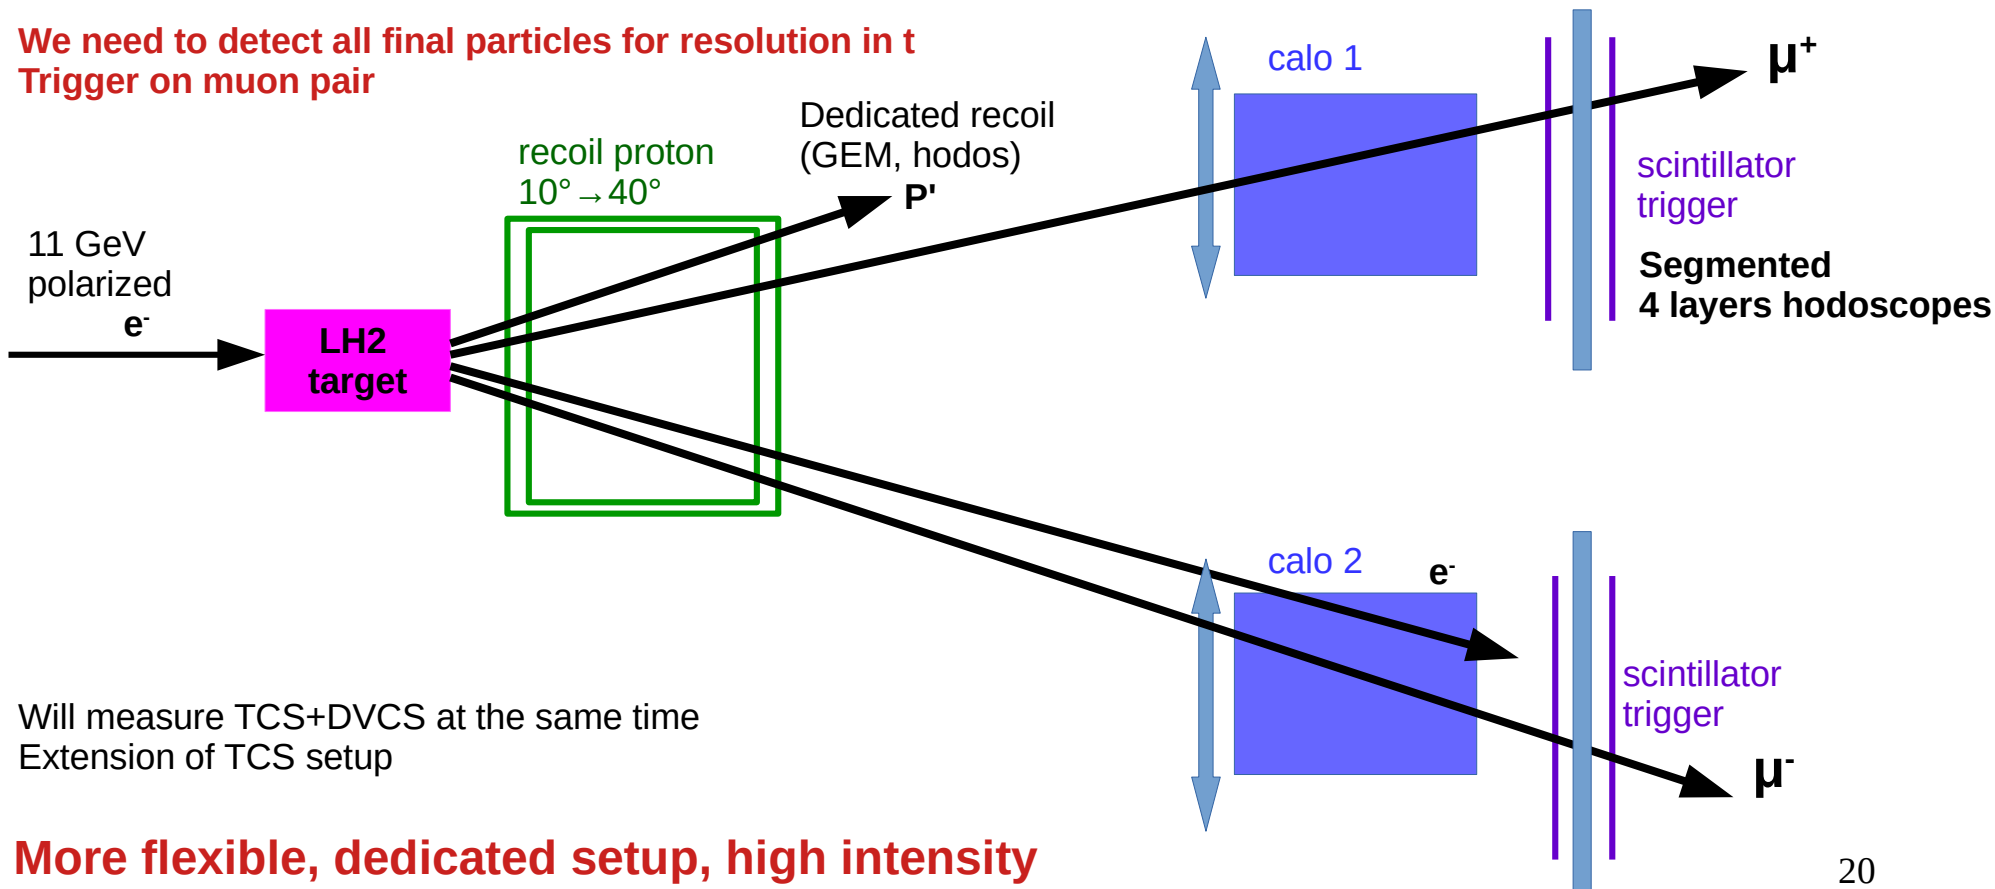 We need to detect all final particles for resolution in t
Trigger on muon pair
calo 1
μ+
Dedicated recoil
(GEM, hodos)
P'
recoil proton
10°→40°
scintillator
trigger
Segmented
4 layers hodoscopes
11 GeV
polarized
e-
LH2
target
calo 2
e-
scintillator
trigger
μ-
Will measure TCS+DVCS at the same time
Extension of TCS setup
More flexible, dedicated setup, high intensity
20